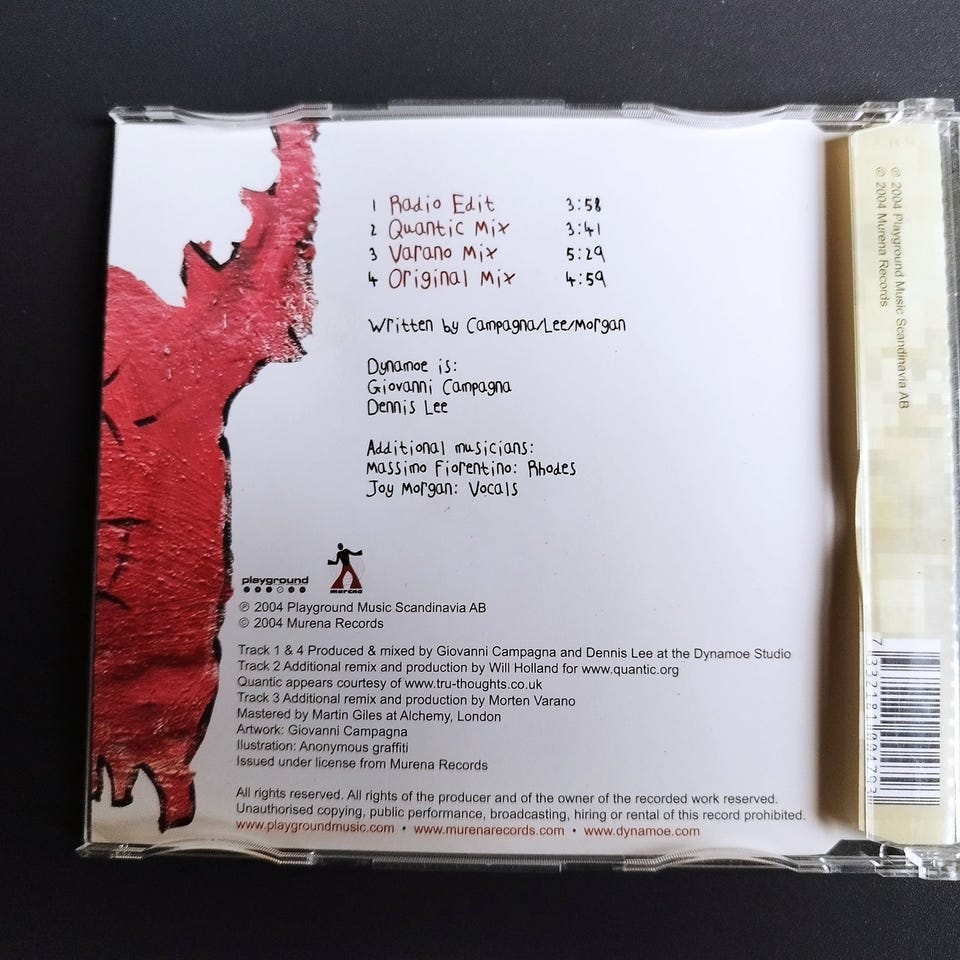 1 Radio Edit 3:58
2 Quantic Mix 3:41
3 Varano Mix 5:29
4 Original Mix 4:59
Written by Campagna/Lee/Morgan
Dynamoe is:
Giovanni Campagna
Dennis Lee
Additional musicians:
Massimo Fiorentino: Rhodes
Joy Morgan: Vocals
playground
murena
℗ 2004 Playground Music Scandinavia AB
© 2004 Murena Records
Track 1 & 4 Produced & mixed by Giovanni Campagna and Dennis Lee at the Dynamoe Studio
Track 2 Additional remix and production by Will Holland for www.quantic.org
Quantic appears courtesy of www.tru-thoughts.co.uk
Track 3 Additional remix and production by Morten Varano
Mastered by Martin Giles at Alchemy, London
Artwork: Giovanni Campagna
Ilustration: Anonymous graffiti
Issued under license from Murena Records
All rights reserved. All rights of the producer and of the owner of the recorded work reserved.
Unauthorised copying, public performance, broadcasting, hiring or rental of this record prohibited.
www.playgroundmusic.com • www.murenarecords.com • www.dynamoe.com
℗ 2004 Playground Music Scandinavia AB
© 2004 Murena Records